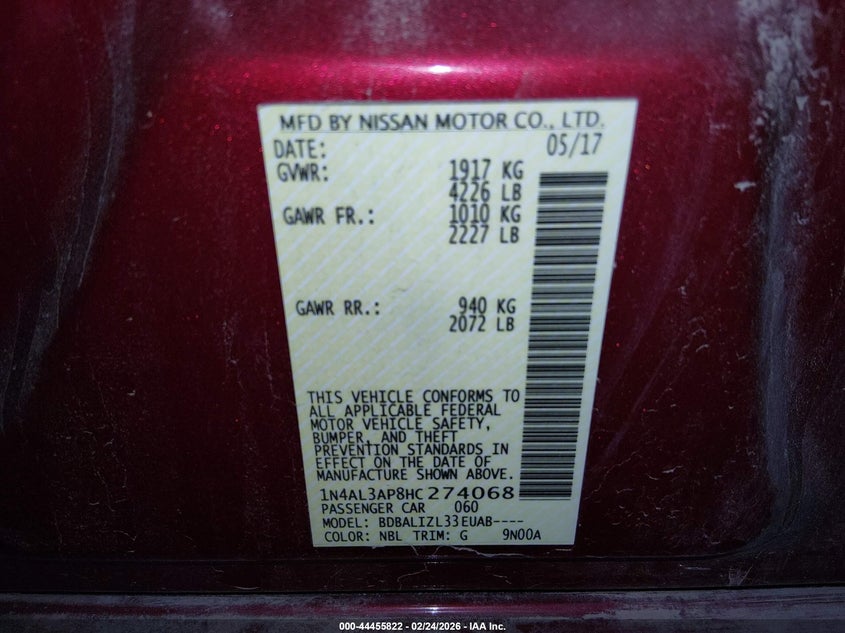 MFD BY NISSAN MOTOR CO., LTD.
DATE: 05/17
GVWR: 1917 KG
4226 LB
GAWR FR.: 1010 KG
2227 LB
GAWR RR.: 940 KG
2072 LB
THIS VEHICLE CONFORMS TO
ALL APPLICABLE FEDERAL
MOTOR VEHICLE SAFETY,
BUMPER, AND THEFT
PREVENTION STANDARDS IN
EFFECT ON THE DATE OF
MANUFACTURE SHOWN ABOVE.
1N4AL3AP8HC274068
PASSENGER CAR 060
MODEL: BDBALIZL33EUAB----
COLOR: NBL TRIM: G 9N00A
000-44455822 - 02/24/2026 - IAA Inc.